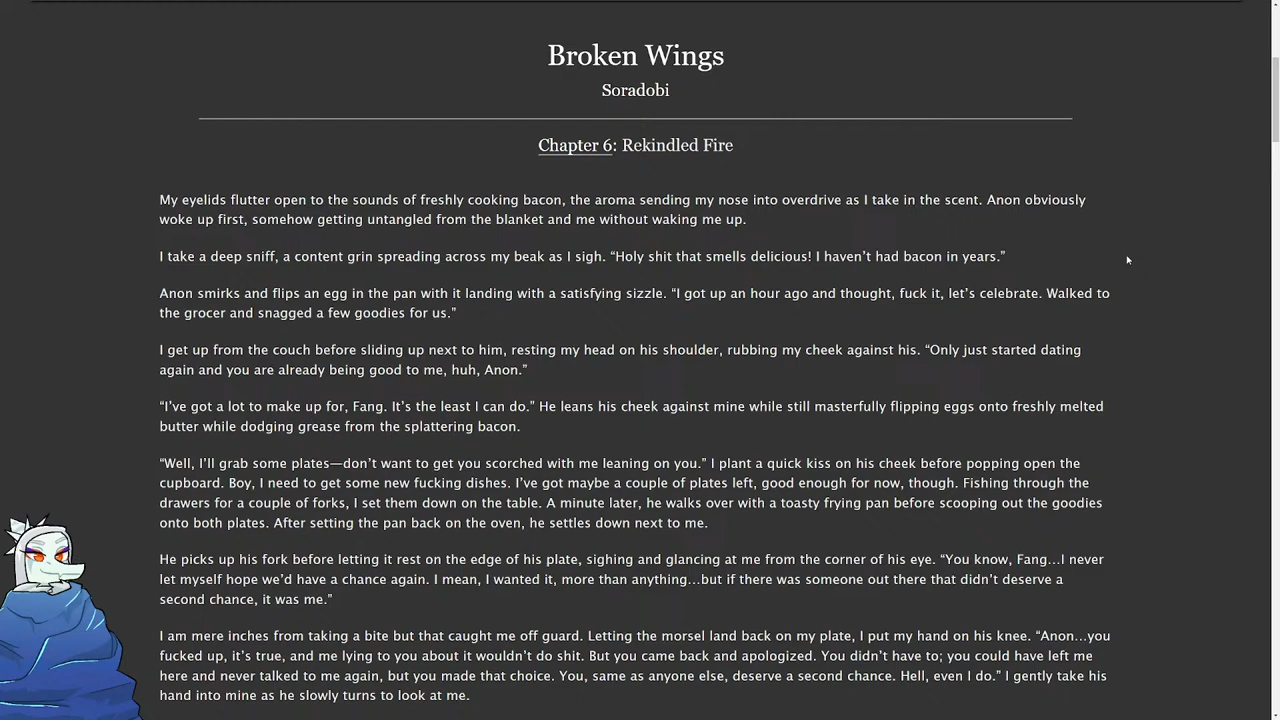 Broken Wings
Soradobi
Chapter 6: Rekindled Fire
My eyelids flutter open to the sounds of freshly cooking bacon, the aroma sending my nose into overdrive as I take in the scent. Anon obviously
woke up first, somehow getting untangled from the blanket and me without waking me up.
I take a deep sniff, a content grin spreading across my beak as I sigh. “Holy shit that smells delicious! I haven’t had bacon in years.”
Anon smirks and flips an egg in the pan with it landing with a satisfying sizzle. “I got up an hour ago and thought, fuck it, let’s celebrate. Walked to
the grocer and snagged a few goodies for us.”
I get up from the couch before sliding up next to him, resting my head on his shoulder, rubbing my cheek against his. “Only just started dating
again and you are already being good to me, huh, Anon.”
“I’ve got a lot to make up for, Fang. It’s the least I can do.” He leans his cheek against mine while still masterfully flipping eggs onto freshly melted
butter while dodging grease from the splattering bacon.
“Well, I’ll grab some plates—don’t want to get you scorched with me leaning on you.” I plant a quick kiss on his cheek before popping open the
cupboard. Boy, I need to get some new fucking dishes. I’ve got maybe a couple of plates left, good enough for now, though. Fishing through the
drawers for a couple of forks, I set them down on the table. A minute later, he walks over with a toasty frying pan before scooping out the goodies
onto both plates. After setting the pan back on the oven, he settles down next to me.
He picks up his fork before letting it rest on the edge of his plate, sighing and glancing at me from the corner of his eye. “You know, Fang…I never
let myself hope we’d have a chance again. I mean, I wanted it, more than anything…but if there was someone out there that didn’t deserve a
second chance, it was me.”
I am mere inches from taking a bite but that caught me off guard. Letting the morsel land back on my plate, I put my hand on his knee. “Anon…you
fucked up, it’s true, and me lying to you about it wouldn’t do shit. But you came back and apologized. You didn’t have to; you could have left me
here and never talked to me again, but you made that choice. You, same as anyone else, deserve a second chance. Hell, even I do.” I gently take his
hand into mine as he slowly turns to look at me.